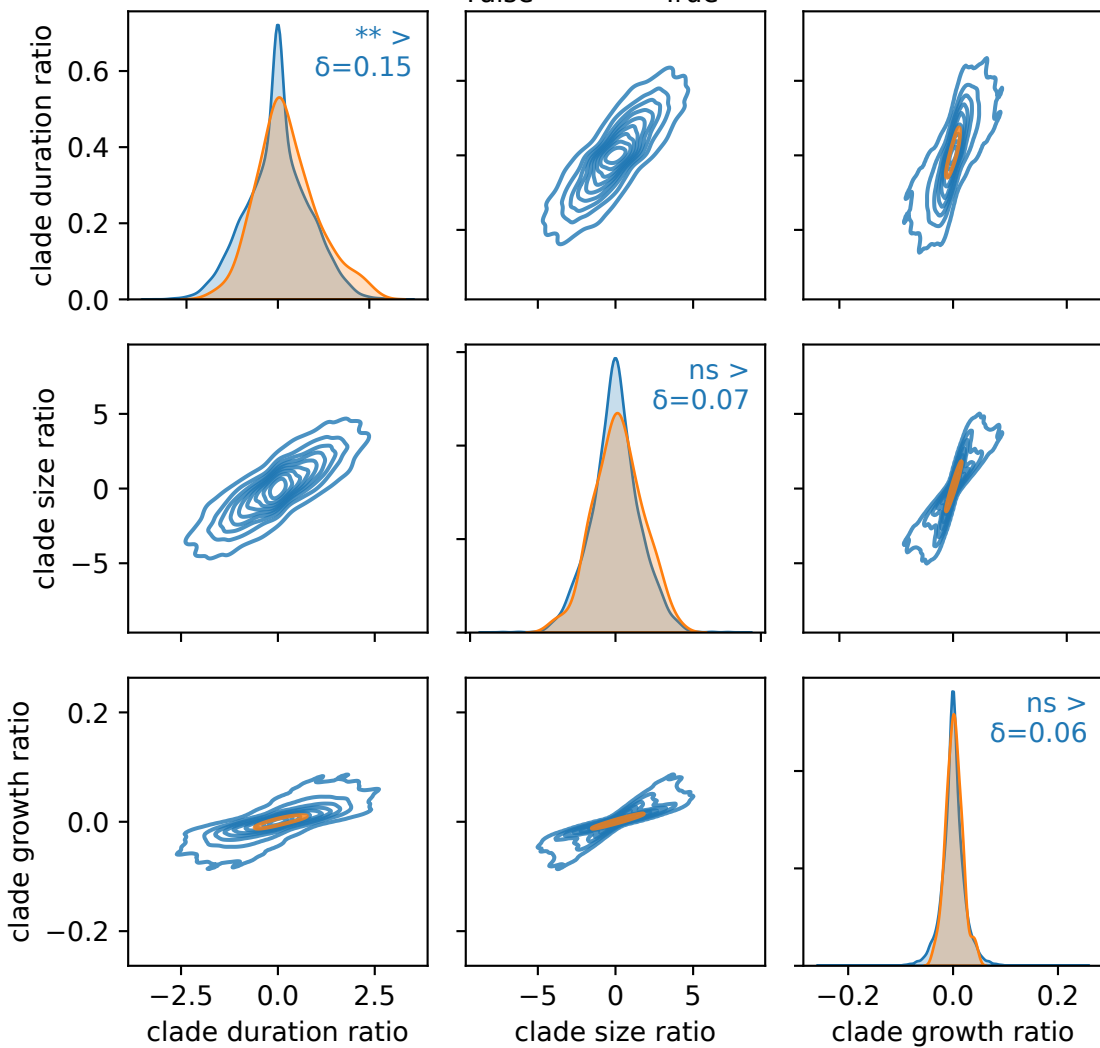 clade duration ratio
0.6
0.4
0.2
0.0
** >
δ=0.15
clade size ratio
5
0
−5
ns >
δ=0.07
clade growth ratio
0.2
0.0
−0.2
ns >
δ=0.06
−2.5 0.0 2.5
−5 0 5
−0.2 0.0 0.2
clade duration ratio
clade size ratio
clade growth ratio